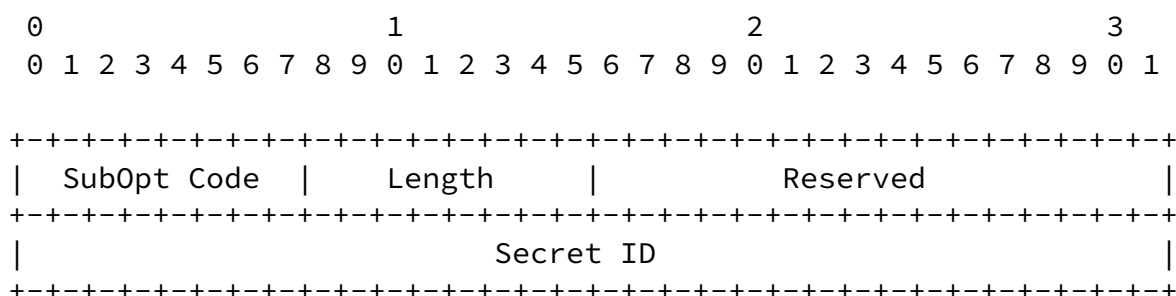 0                   1                   2                   3
 0 1 2 3 4 5 6 7 8 9 0 1 2 3 4 5 6 7 8 9 0 1 2 3 4 5 6 7 8 9 0 1

+-+-+-+-+-+-+-+-+-+-+-+-+-+-+-+-+-+-+-+-+-+-+-+-+-+-+-+-+-+-+-+-+
|  SubOpt Code  |    Length     |          Reserved             |
+-+-+-+-+-+-+-+-+-+-+-+-+-+-+-+-+-+-+-+-+-+-+-+-+-+-+-+-+-+-+-+-+
|                          Secret ID                            |
+-+-+-+-+-+-+-+-+-+-+-+-+-+-+-+-+-+-+-+-+-+-+-+-+-+-+-+-+-+-+-+-+